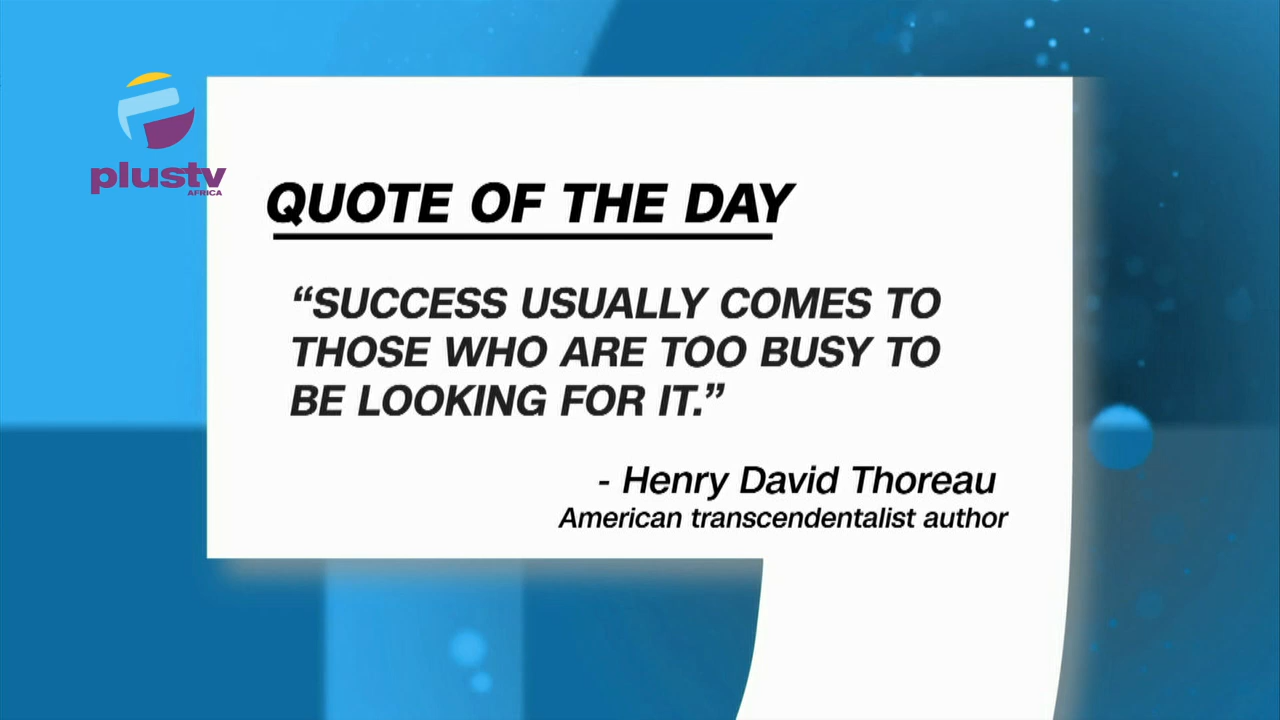 plustv
AFRICA
QUOTE OF THE DAY
“SUCCESS USUALLY COMES TO
THOSE WHO ARE TOO BUSY TO
BE LOOKING FOR IT.”
- Henry David Thoreau
American transcendentalist author